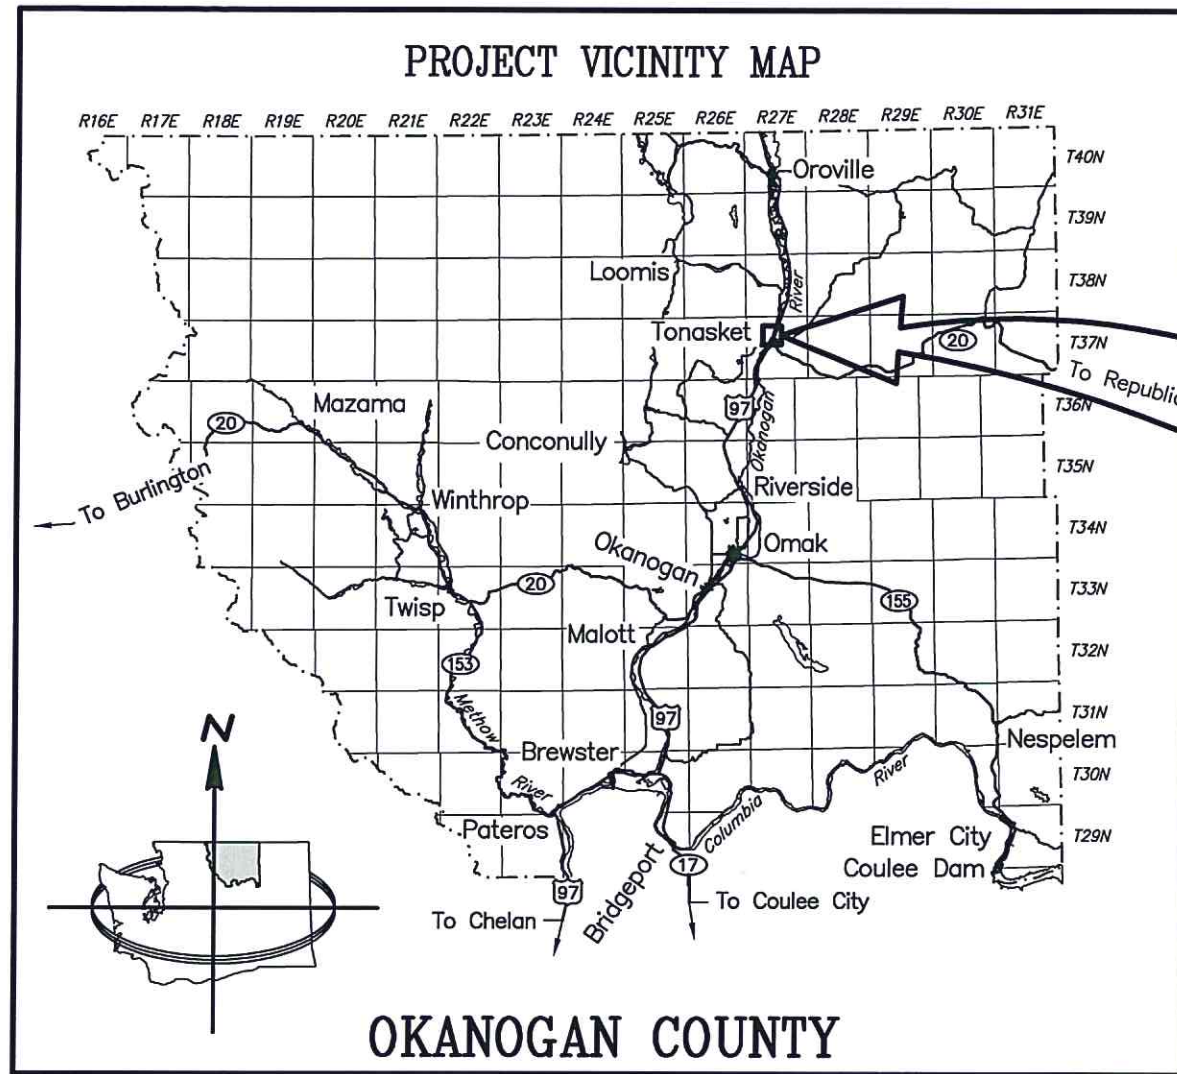 PROJECT VICINITY MAP
R16E R17E R18E R19E R20E R21E R22E R23E R24E R25E R26E R27E R28E R29E R30E R31E
T40N
Oroville
T39N
Loomis
T38N
River
Tonasket
20
T37N
To Republic
Mazama
97
T36N
20
Conconully
Okanogan
T35N
To Burlington
Winthrop
Riverside
T34N
Okanogan
Omak
20
T33N
Twisp
155
Malott
T32N
153
Methow
97
T31N
Nespelem
N
Brewster
River
T30N
River
Columbia
Pateros
Elmer City
T29N
Coulee Dam
17
97
Bridgeport
To Coulee City
To Chelan
OKANOGAN COUNTY